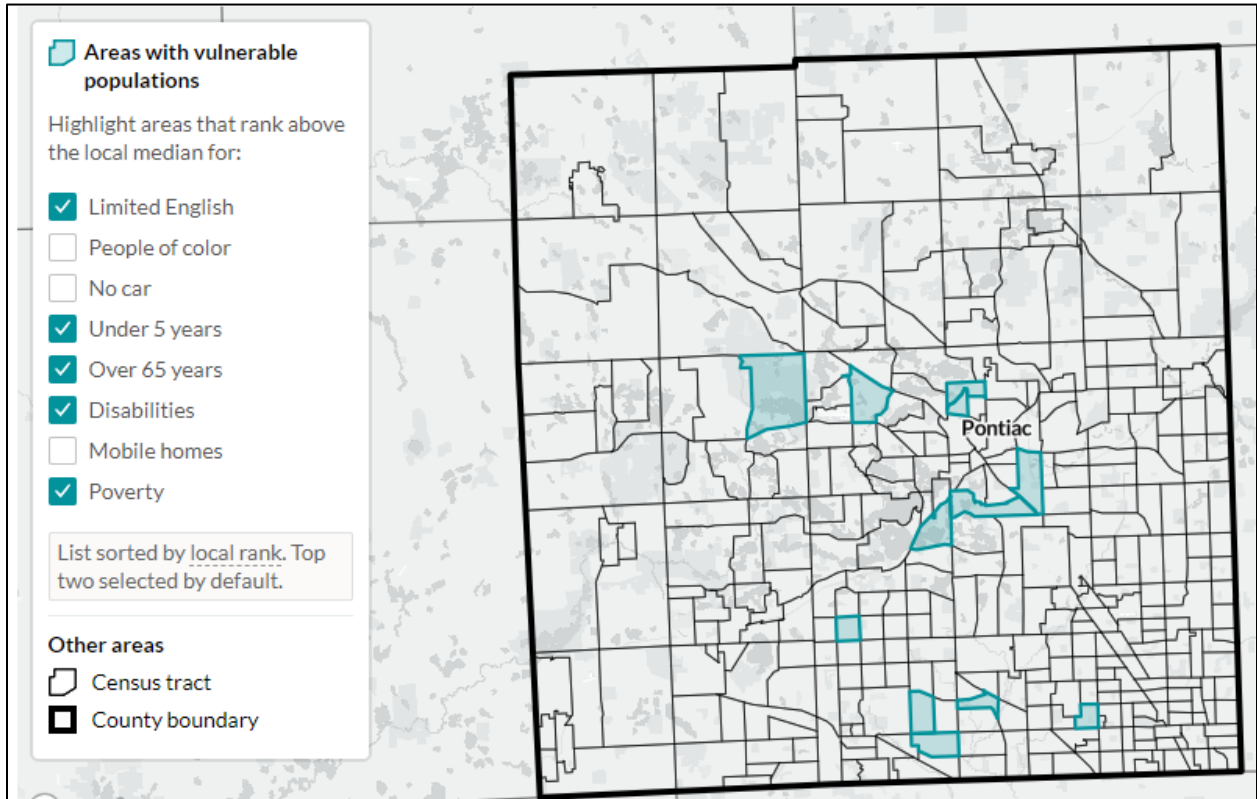 Areas with vulnerable
populations
Highlight areas that rank above
the local median for:
Limited English
People of color
No car
Under 5 years
Over 65 years
Disabilities
Mobile homes
Poverty
List sorted by local rank. Top
two selected by default.
Other areas
Census tract
County boundary
Pontiac